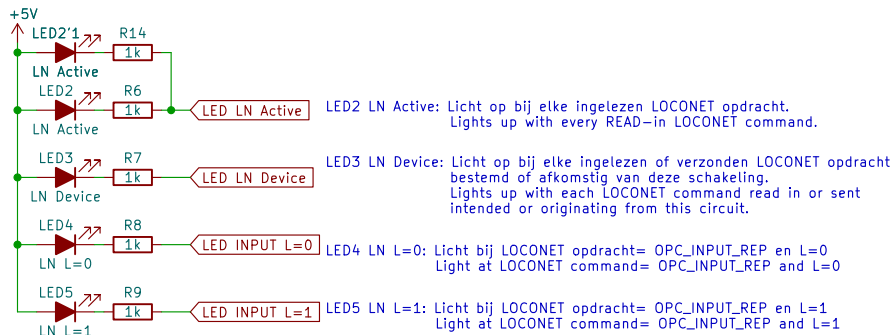 +5V
LED2'1
R14
1k
LN Active
LED2
R6
1k
LED LN Active
LN Active
LED2 LN Active: Licht op bij elke ingelezen LOCONET opdracht.
Lights up with every READ-in LOCONET command.
LED3
R7
1k
LED LN Device
LN Device
LED3 LN Device: Licht op bij elke ingelezen of verzonden LOCONET opdracht
bestemd of afkomstig van deze schakeling.
Lights up with each LOCONET command read in or sent
intended or originating from this circuit.
LED4
R8
1k
LED INPUT L=0
LN L=0
LED4 LN L=0: Licht bij LOCONET opdracht= OPC_INPUT_REP en L=0
Light at LOCONET command= OPC_INPUT_REP and L=0
LED5
R9
1k
LED INPUT L=1
LN L=1
LED5 LN L=1: Licht bij LOCONET opdracht= OPC_INPUT_REP en L=1
Light at LOCONET command= OPC_INPUT_REP and L=1